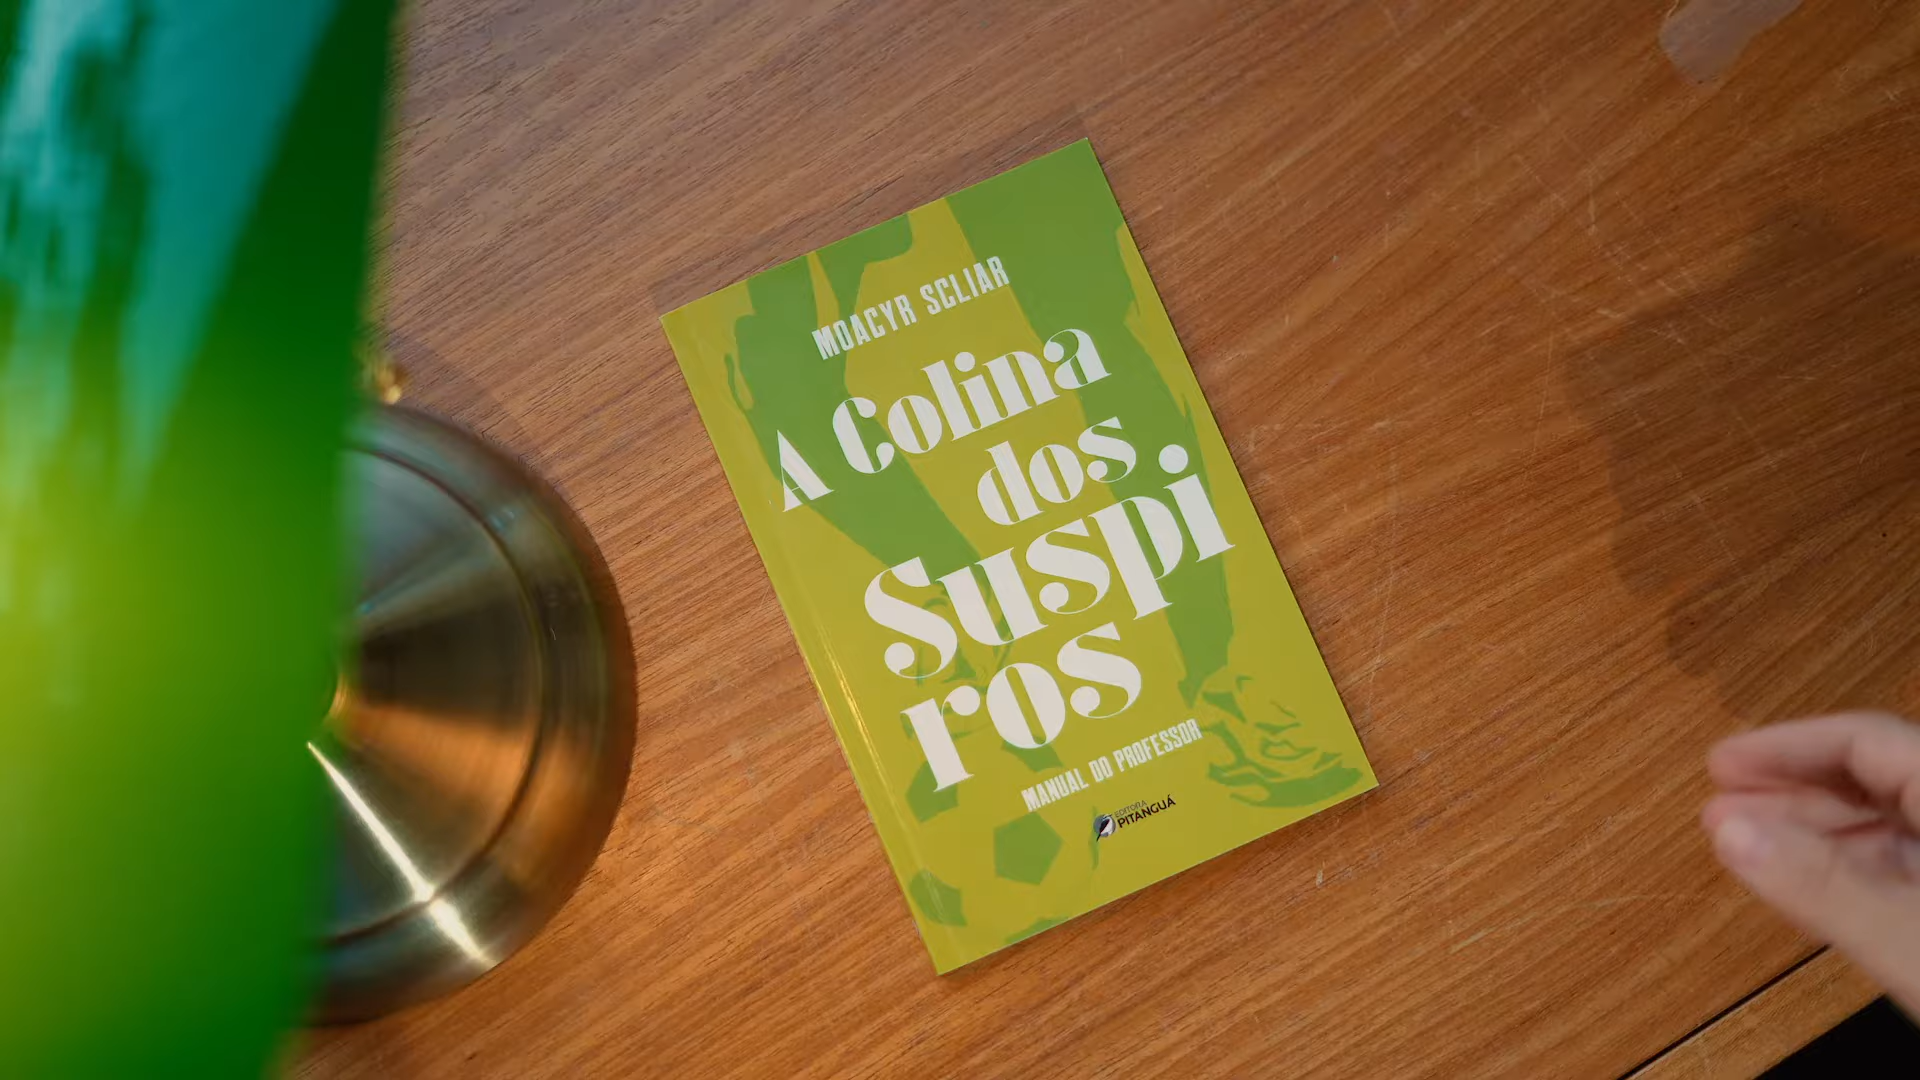 MOACYR SCLIAR
A Colina
dos
Suspi
ros
MANUAL DO PROFESSOR
EDITORA
PITANGUÁ